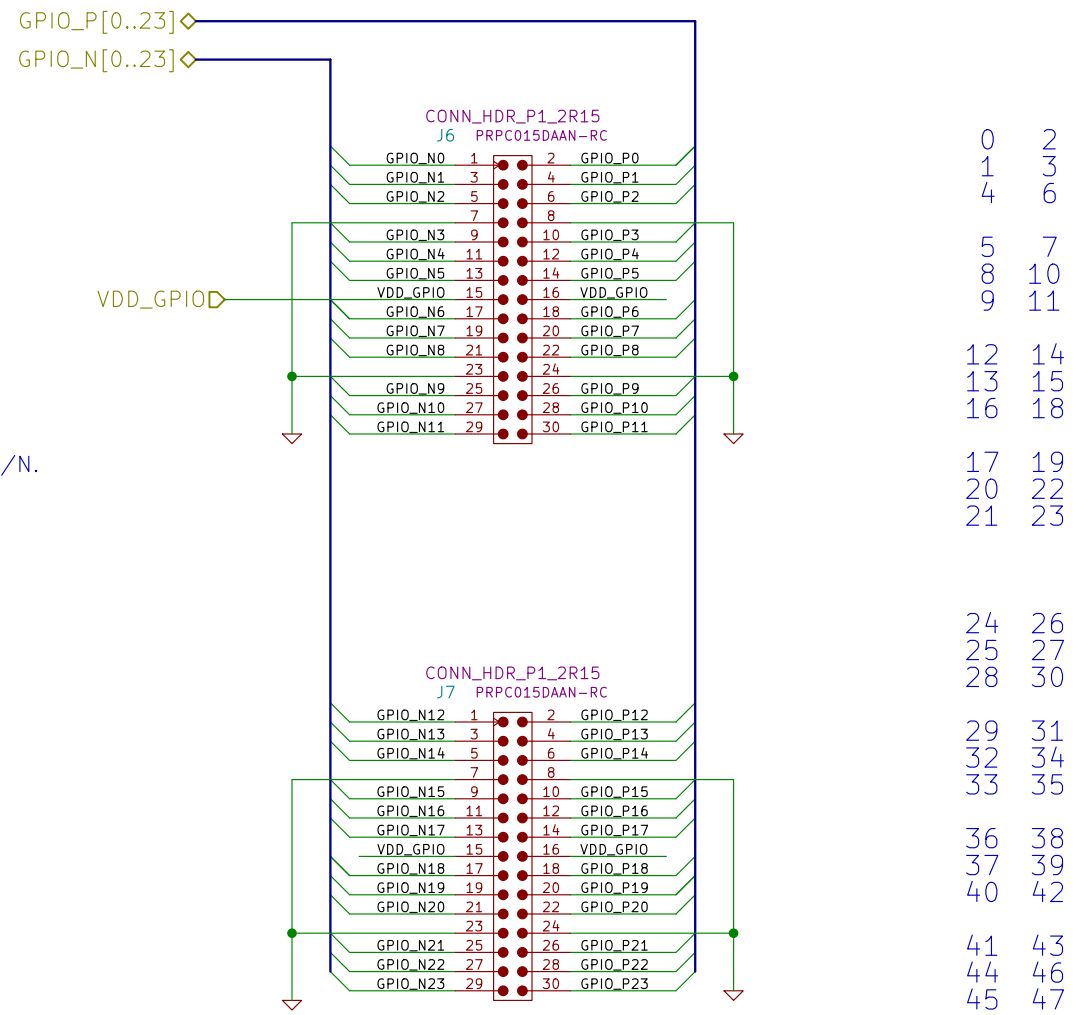 GPIO_P[0..23]
GPIO_N[0..23]
CONN_HDR_P1_2R15
J6 PRPC015DAAN-RC
GPIO_N0 1 2 GPIO_P0
GPIO_N1 3 4 GPIO_P1
GPIO_N2 5 6 GPIO_P2
7 8
GPIO_N3 9 10 GPIO_P3
GPIO_N4 11 12 GPIO_P4
GPIO_N5 13 14 GPIO_P5
VDD_GPIO VDD_GPIO 15 16 VDD_GPIO
GPIO_N6 17 18 GPIO_P6
GPIO_N7 19 20 GPIO_P7
GPIO_N8 21 22 GPIO_P8
23 24
GPIO_N9 25 26 GPIO_P9
GPIO_N10 27 28 GPIO_P10
GPIO_N11 29 30 GPIO_P11
/N.
CONN_HDR_P1_2R15
J7 PRPC015DAAN-RC
GPIO_N12 1 2 GPIO_P12
GPIO_N13 3 4 GPIO_P13
GPIO_N14 5 6 GPIO_P14
7 8
GPIO_N15 9 10 GPIO_P15
GPIO_N16 11 12 GPIO_P16
GPIO_N17 13 14 GPIO_P17
VDD_GPIO 15 16 VDD_GPIO
GPIO_N18 17 18 GPIO_P18
GPIO_N19 19 20 GPIO_P19
GPIO_N20 21 22 GPIO_P20
23 24
GPIO_N21 25 26 GPIO_P21
GPIO_N22 27 28 GPIO_P22
GPIO_N23 29 30 GPIO_P23
0 2
1 3
4 6
5 7
8 10
9 11
12 14
13 15
16 18
17 19
20 22
21 23
24 26
25 27
28 30
29 31
32 34
33 35
36 38
37 39
40 42
41 43
44 46
45 47